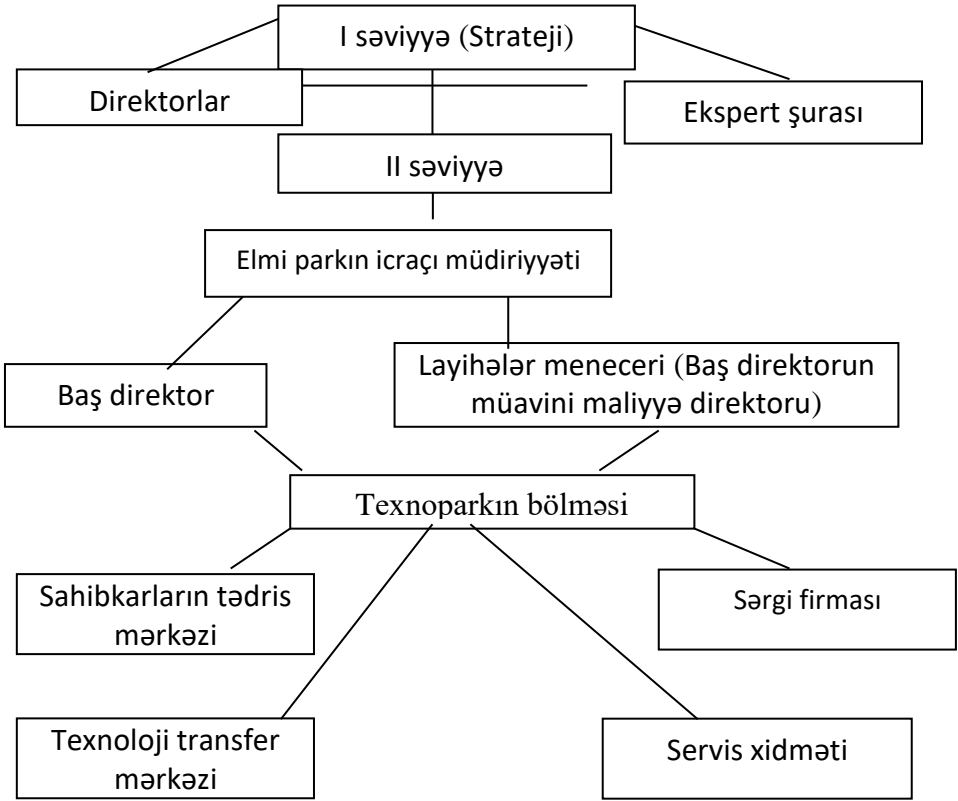 I səviyyə (Strateji)
Direktorlar
Ekspert şurası
II səviyyə
Elmi parkın icraçı müdiriyyəti
Baş direktor
Layihələr meneceri (Baş direktorun
müavini maliyyə direktoru)
Texnoparkın bölməsi
Sahibkarların tədris
mərkəzi
Sərgi firması
Texnoloji transfer
mərkəzi
Servis xidməti